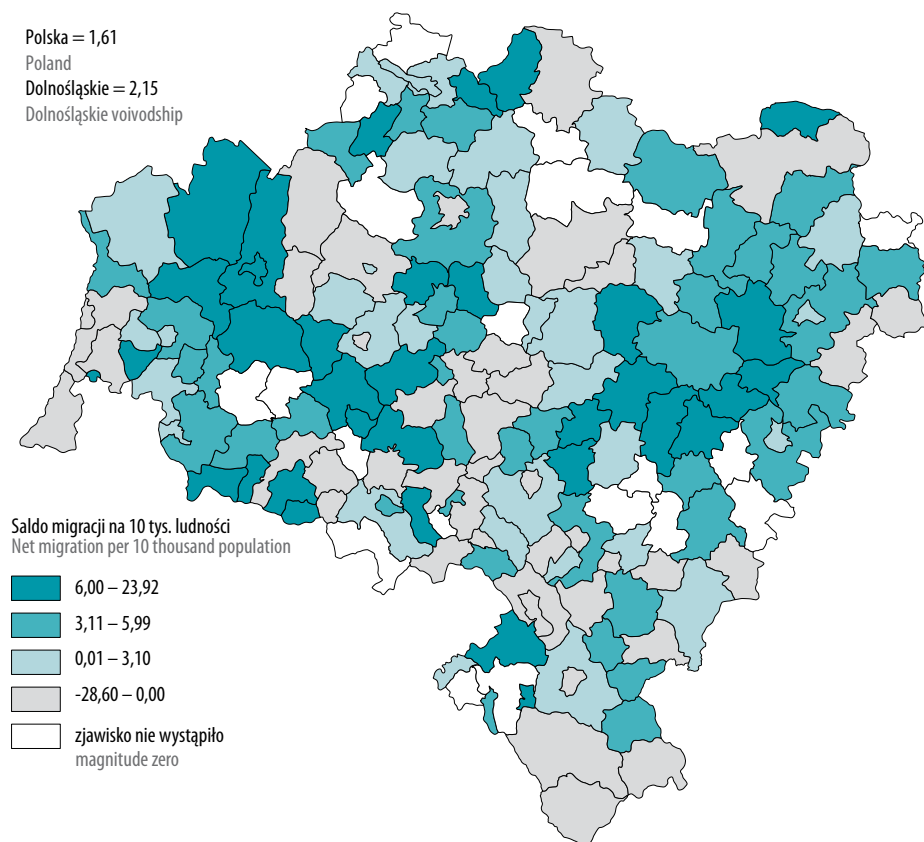 Polska = 1,61
Poland
Dolnośląskie = 2,15
Dolnośląskie voivodship
Saldo migracji na 10 tys. ludności
Net migration per 10 thousand population
6,00 – 23,92
3,11 – 5,99
0,01 – 3,10
-28,60 – 0,00
zjawisko nie wystąpiło
magnitude zero